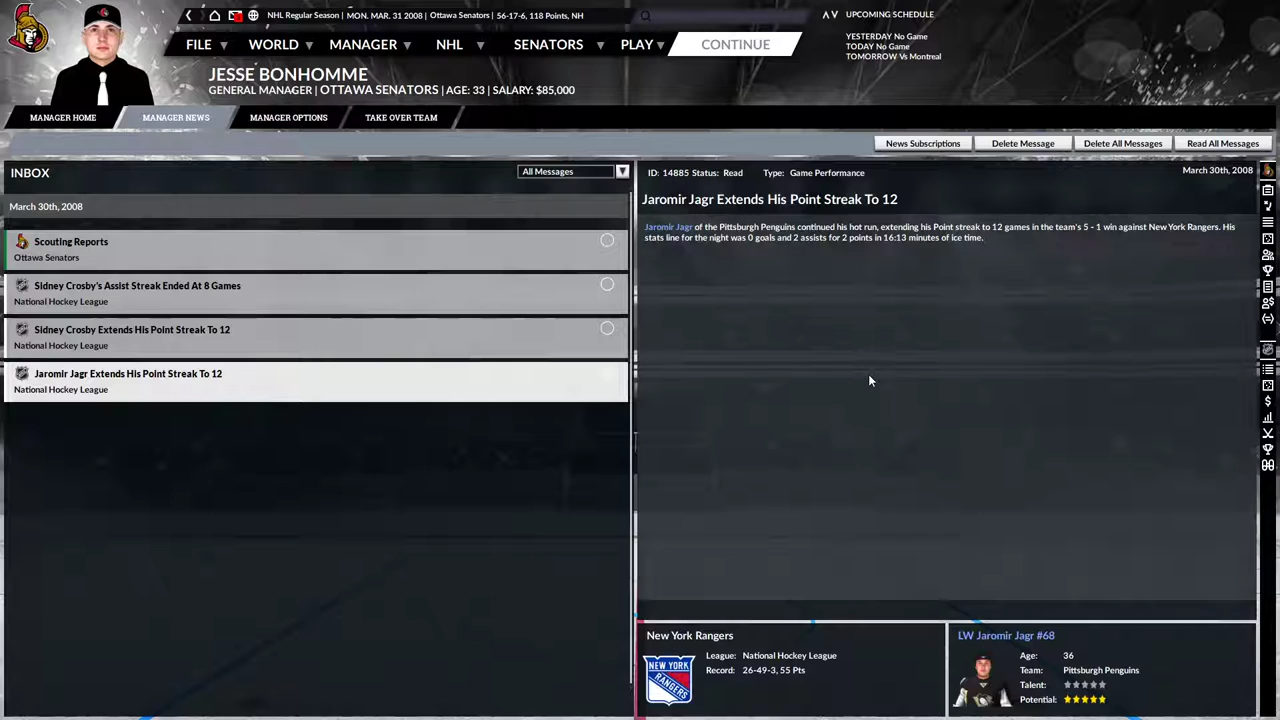 NHL Regular Season | MON. MAR. 31 2008 | Ottawa Senators | 56-17-6, 118 Points, NH
UPCOMING SCHEDULE
YESTERDAY No Game
TODAY No Game
TOMORROW Vs Montreal
FILE
WORLD
MANAGER
NHL
SENATORS
PLAY
CONTINUE
JESSE BONHOMME
GENERAL MANAGER | OTTAWA SENATORS | AGE: 33 | SALARY: $85,000
MANAGER HOME
MANAGER NEWS
MANAGER OPTIONS
TAKE OVER TEAM
News Subscriptions
Delete Message
Delete All Messages
Read All Messages
INBOX
All Messages
March 30th, 2008
Scouting Reports
Ottawa Senators
Sidney Crosby's Assist Streak Ended At 8 Games
National Hockey League
Sidney Crosby Extends His Point Streak To 12
National Hockey League
Jaromir Jagr Extends His Point Streak To 12
National Hockey League
ID: 14885 Status: Read Type: Game Performance
March 30th, 2008
Jaromir Jagr Extends His Point Streak To 12
Jaromir Jagr of the Pittsburgh Penguins continued his hot run, extending his Point streak to 12 games in the team's 5 - 1 win against New York Rangers. His
stats line for the night was 0 goals and 2 assists for 2 points in 16:13 minutes of ice time.
New York Rangers
NEW YORK
RANGERS
League: National Hockey League
Record: 26-49-3, 55 Pts
LW Jaromir Jagr #68
Age: 36
Team: Pittsburgh Penguins
Talent:
Potential: